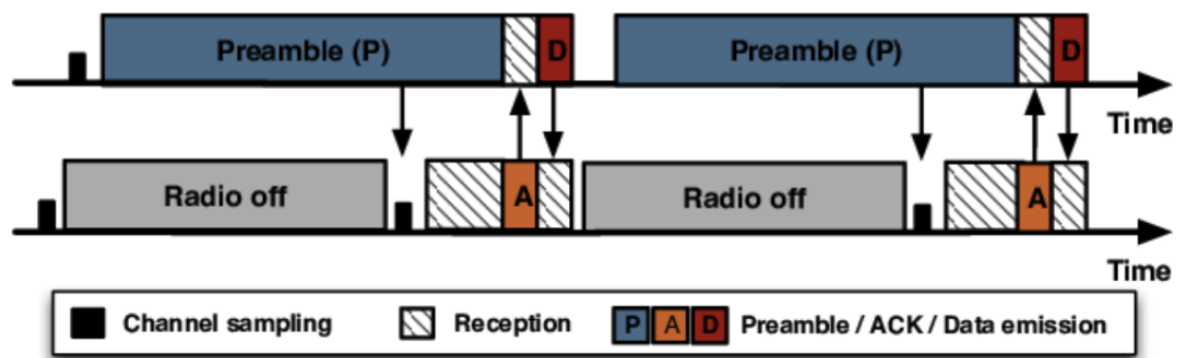 Preamble (P) D Preamble (P) D
Time
Radio off A Radio off A
Time
Channel sampling Reception P A D Preamble / ACK / Data emission